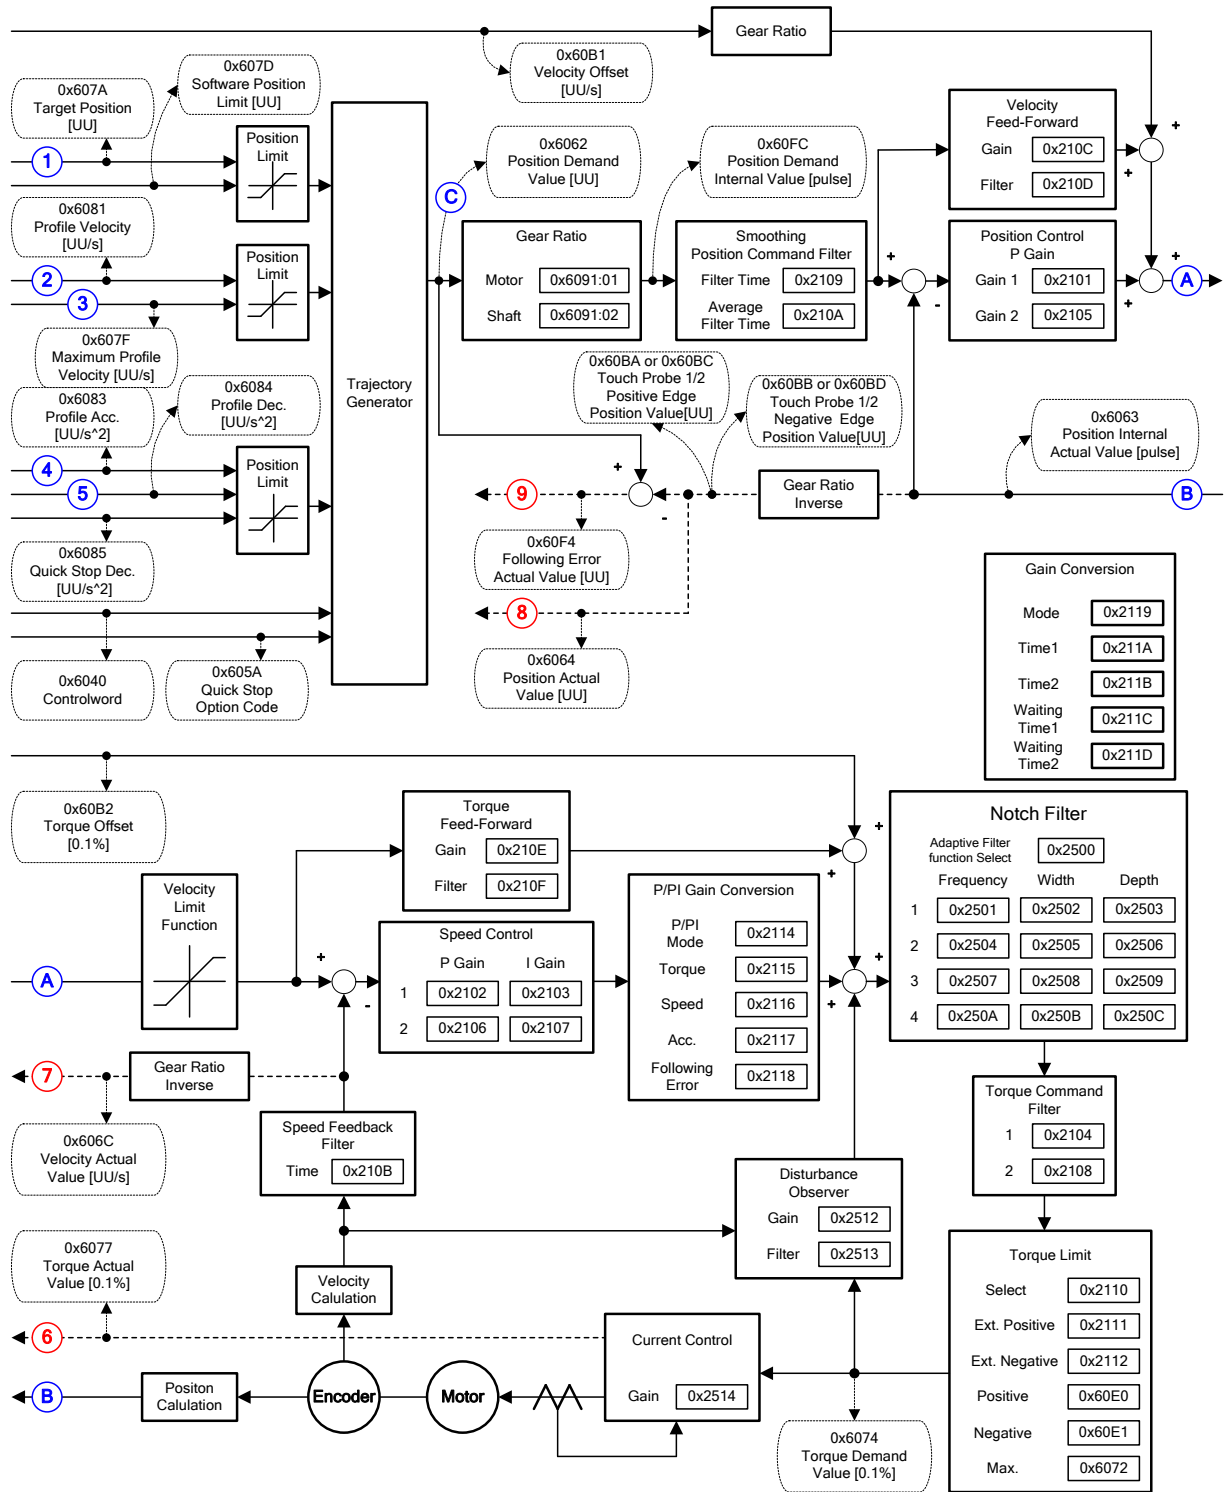 Gear Ratio
0x607D
Software Position
Limit [UU]
0x60B1
Velocity Offset
[UU/s]
0x607A
Target Position
[UU]
Velocity
Feed-Forward
Gain 0x210C
Filter 0x210D
+
+
Position
Limit
0x6062
Position Demand
Value [UU]
0x60FC
Position Demand
Internal Value [pulse]
1
C
0x6081
Profile Velocity
[UU/s]
Gear Ratio
Motor 0x6091:01
Shaft 0x6091:02
Smoothing
Position Command Filter
Filter Time 0x2109
Average
Filter Time 0x210A
+
-
Position Control
P Gain
Gain 1 0x2101
Gain 2 0x2105
+
+
A
Position
Limit
2
3
0x607F
Maximum Profile
Velocity [UU/s]
0x6083
Profile Acc.
[UU/s^2]
0x6084
Profile Dec.
[UU/s^2]
Trajectory
Generator
0x60BA or 0x60BC
Touch Probe 1/2
Positive Edge
Position Value[UU]
0x60BB or 0x60BD
Touch Probe 1/2
Negative Edge
Position Value[UU]
0x6063
Position Internal
Actual Value [pulse]
Position
Limit
4
5
+
-
9
Gear Ratio
Inverse
B
0x6085
Quick Stop Dec.
[UU/s^2]
0x60F4
Following Error
Actual Value [UU]
8
0x6040
Controlword
0x605A
Quick Stop
Option Code
0x6064
Position Actual
Value [UU]
Gain Conversion
Mode 0x2119
Time1 0x211A
Time2 0x211B
Waiting
Time1 0x211C
Waiting
Time2 0x211D
0x60B2
Torque Offset
[0.1%]
Torque
Feed-Forward
Gain 0x210E
Filter 0x210F
+
+
Notch Filter
Adaptive Filter
function Select 0x2500
Frequency Width Depth
1 0x2501 0x2502 0x2503
2 0x2504 0x2505 0x2506
3 0x2507 0x2508 0x2509
4 0x250A 0x250B 0x250C
Velocity
Limit
Function
A
+
-
Speed Control
P Gain I Gain
1 0x2102 0x2103
2 0x2106 0x2107
P/PI Gain Conversion
P/PI
Mode 0x2114
Torque 0x2115
Speed 0x2116
Acc. 0x2117
Following
Error 0x2118
+
+
7
Gear Ratio
Inverse
0x606C
Velocity Actual
Value [UU/s]
Speed Feedback
Filter
Time 0x210B
Torque Command
Filter
1 0x2104
2 0x2108
Disturbance
Observer
Gain 0x2512
Filter 0x2513
0x6077
Torque Actual
Value [0.1%]
Velocity
Calulation
Torque Limit
Select 0x2110
Ext. Positive 0x2111
Ext. Negative 0x2112
Positive 0x60E0
Negative 0x60E1
Max. 0x6072
6
Current Control
Gain 0x2514
B
Positon
Calulation
Encoder
Motor
0x6074
Torque Demand
Value [0.1%]